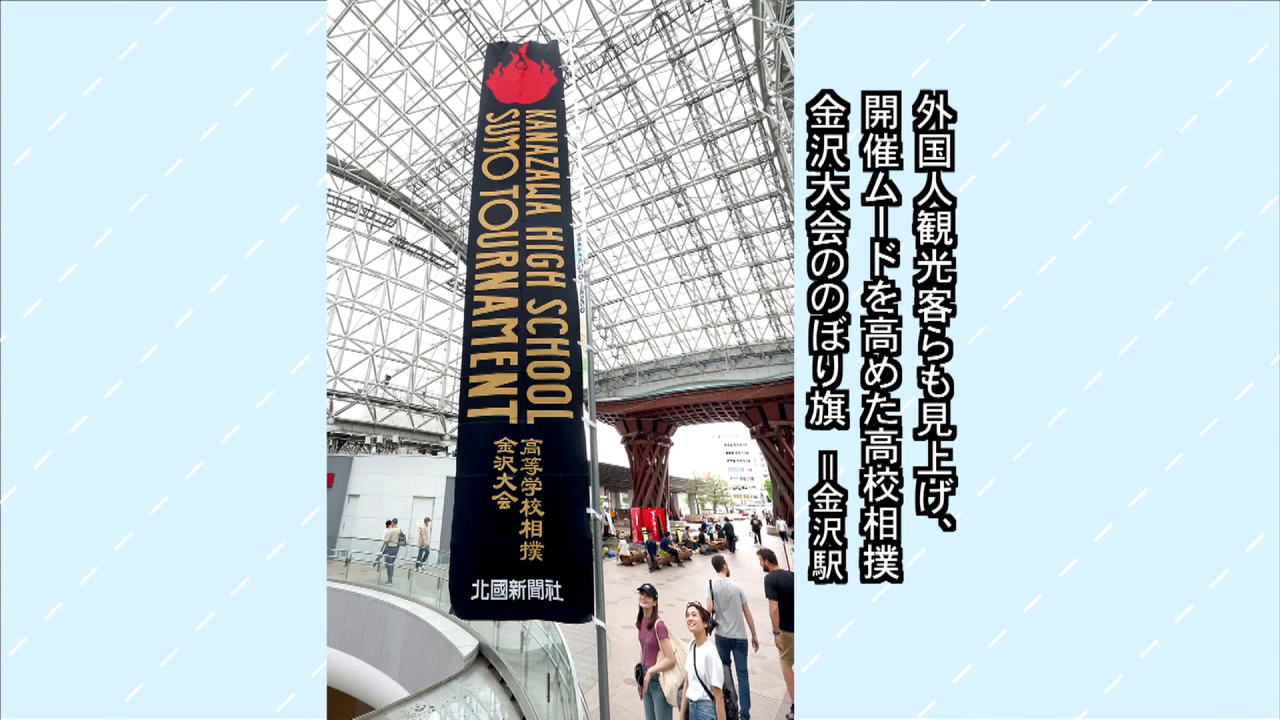 外国人観光客らも見上げ、
開催ムードを高めた高校相撲
金沢大会ののぼり旗　＝金沢駅
KANAZAWA HIGH SCHOOL
SUMO TOURNAMENT
高等学校相撲
金沢大会
北國新聞社